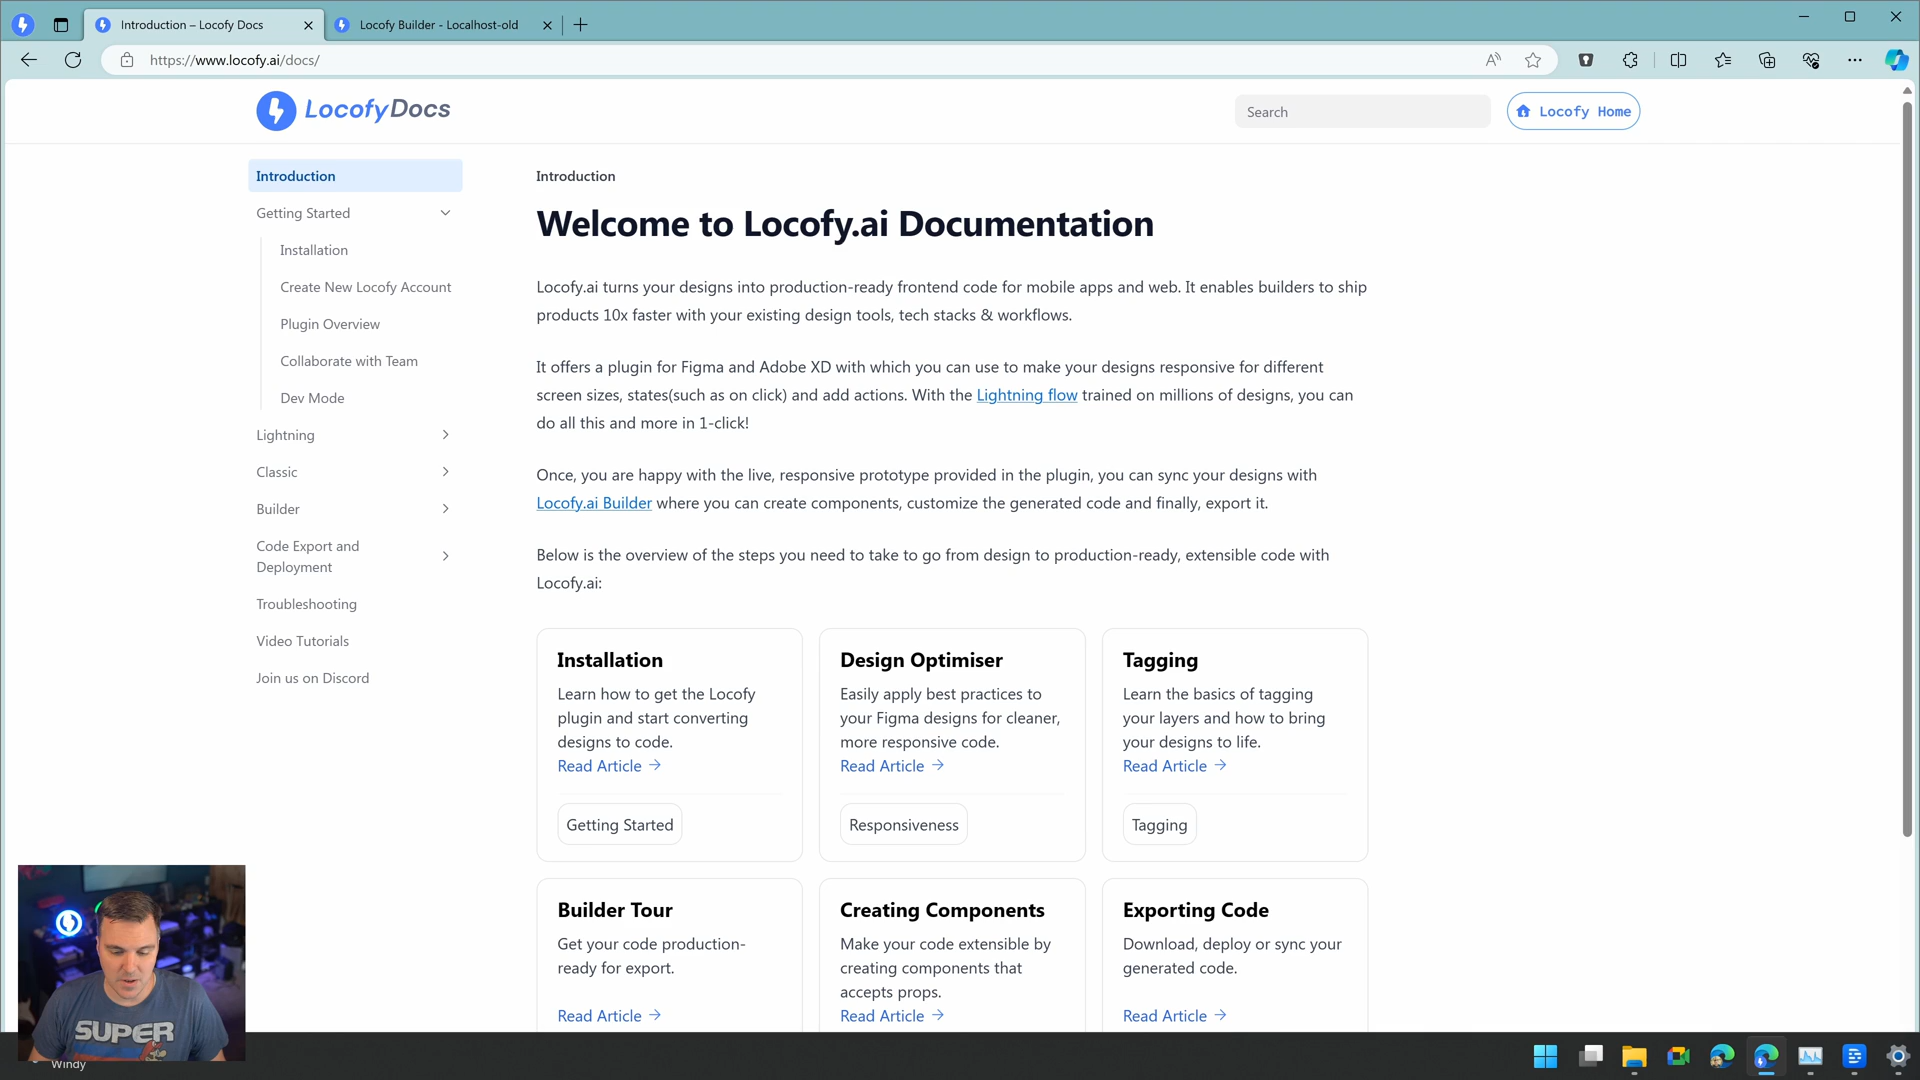 Introduction – Locofy Docs
Locofy Builder - Localhost-old
https://www.locofy.ai/docs/
LocofyDocs
Search
Locofy Home
Introduction
Getting Started
Installation
Create New Locofy Account
Plugin Overview
Collaborate with Team
Dev Mode
Lightning
Classic
Builder
Code Export and
Deployment
Troubleshooting
Video Tutorials
Join us on Discord
Introduction
Welcome to Locofy.ai Documentation
Locofy.ai turns your designs into production-ready frontend code for mobile apps and web. It enables builders to ship
products 10x faster with your existing design tools, tech stacks & workflows.
It offers a plugin for Figma and Adobe XD with which you can use to make your designs responsive for different
screen sizes, states(such as on click) and add actions. With the Lightning flow trained on millions of designs, you can
do all this and more in 1-click!
Once, you are happy with the live, responsive prototype provided in the plugin, you can sync your designs with
Locofy.ai Builder where you can create components, customize the generated code and finally, export it.
Below is the overview of the steps you need to take to go from design to production-ready, extensible code with
Locofy.ai:
Installation
Learn how to get the Locofy
plugin and start converting
designs to code.
Read Article
Getting Started
Design Optimiser
Easily apply best practices to
your Figma designs for cleaner,
more responsive code.
Read Article
Responsiveness
Tagging
Learn the basics of tagging
your layers and how to bring
your designs to life.
Read Article
Tagging
Builder Tour
Get your code production-
ready for export.
Read Article
Creating Components
Make your code extensible by
creating components that
accepts props.
Read Article
Exporting Code
Download, deploy or sync your
generated code.
Read Article
SUPER
Windy